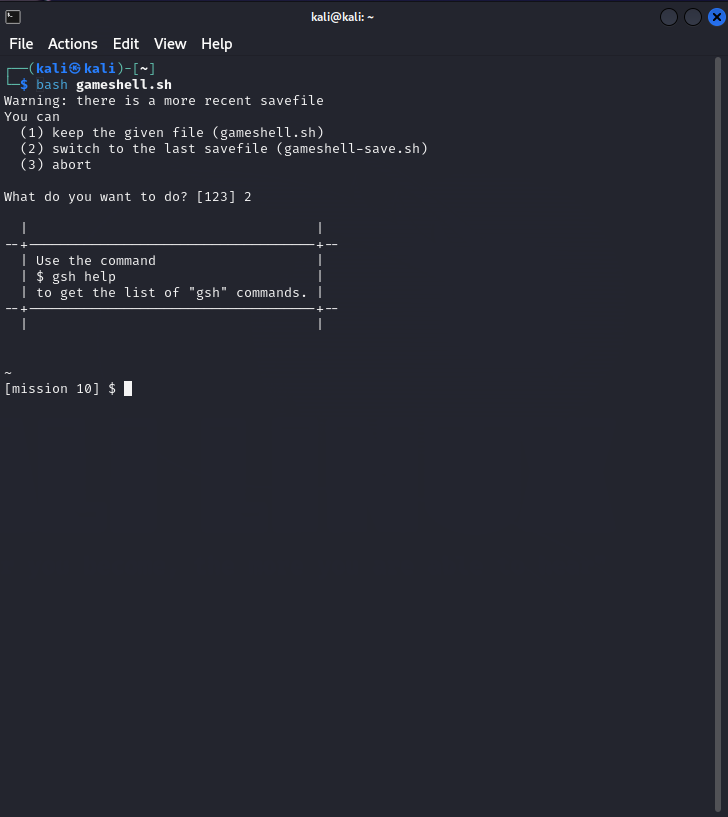 kali@kali: ~
File Actions Edit View Help
┌──(kali㉿kali)-[~]
└─$ bash gameshell.sh
Warning: there is a more recent savefile
You can
  (1) keep the given file (gameshell.sh)
  (2) switch to the last savefile (gameshell-save.sh)
  (3) abort
What do you want to do? [123] 2
Use the command
$ gsh help
to get the list of "gsh" commands.
~
[mission 10] $